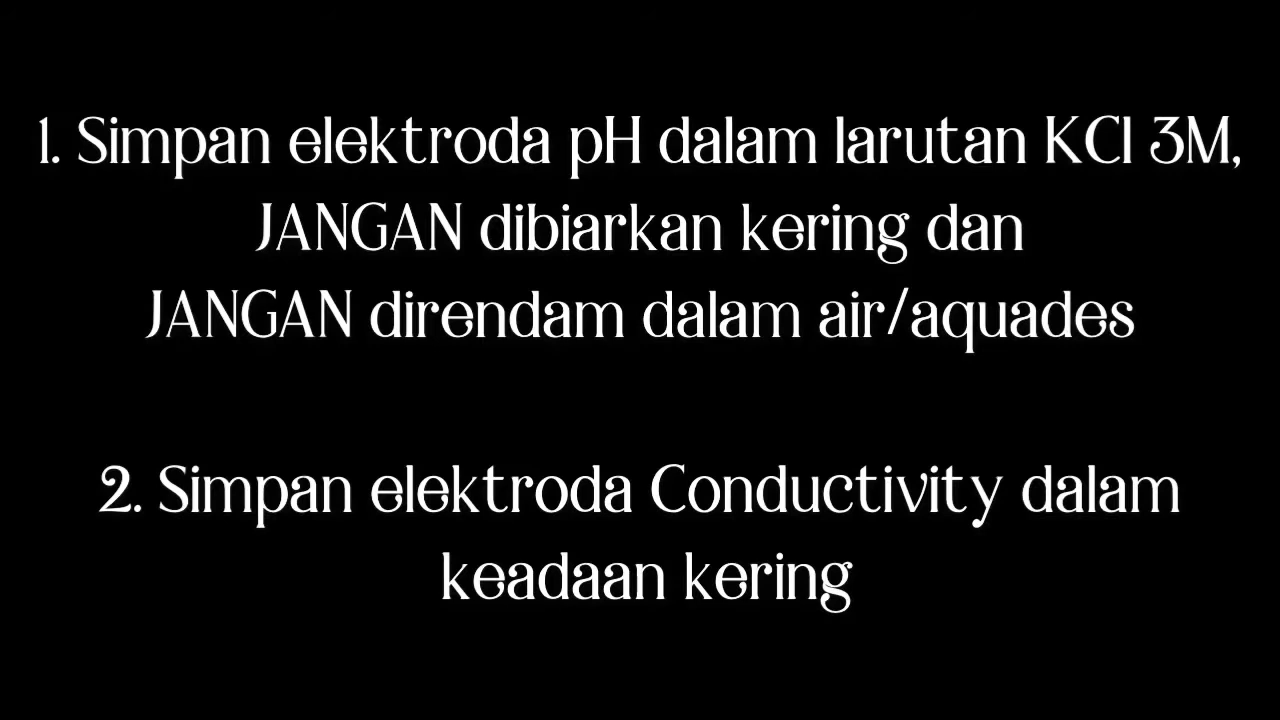 1. Simpan elektroda pH dalam larutan KCl 3M,
JANGAN dibiarkan kering dan
JANGAN direndam dalam air/aquades
2. Simpan elektroda Conductivity dalam
keadaan kering